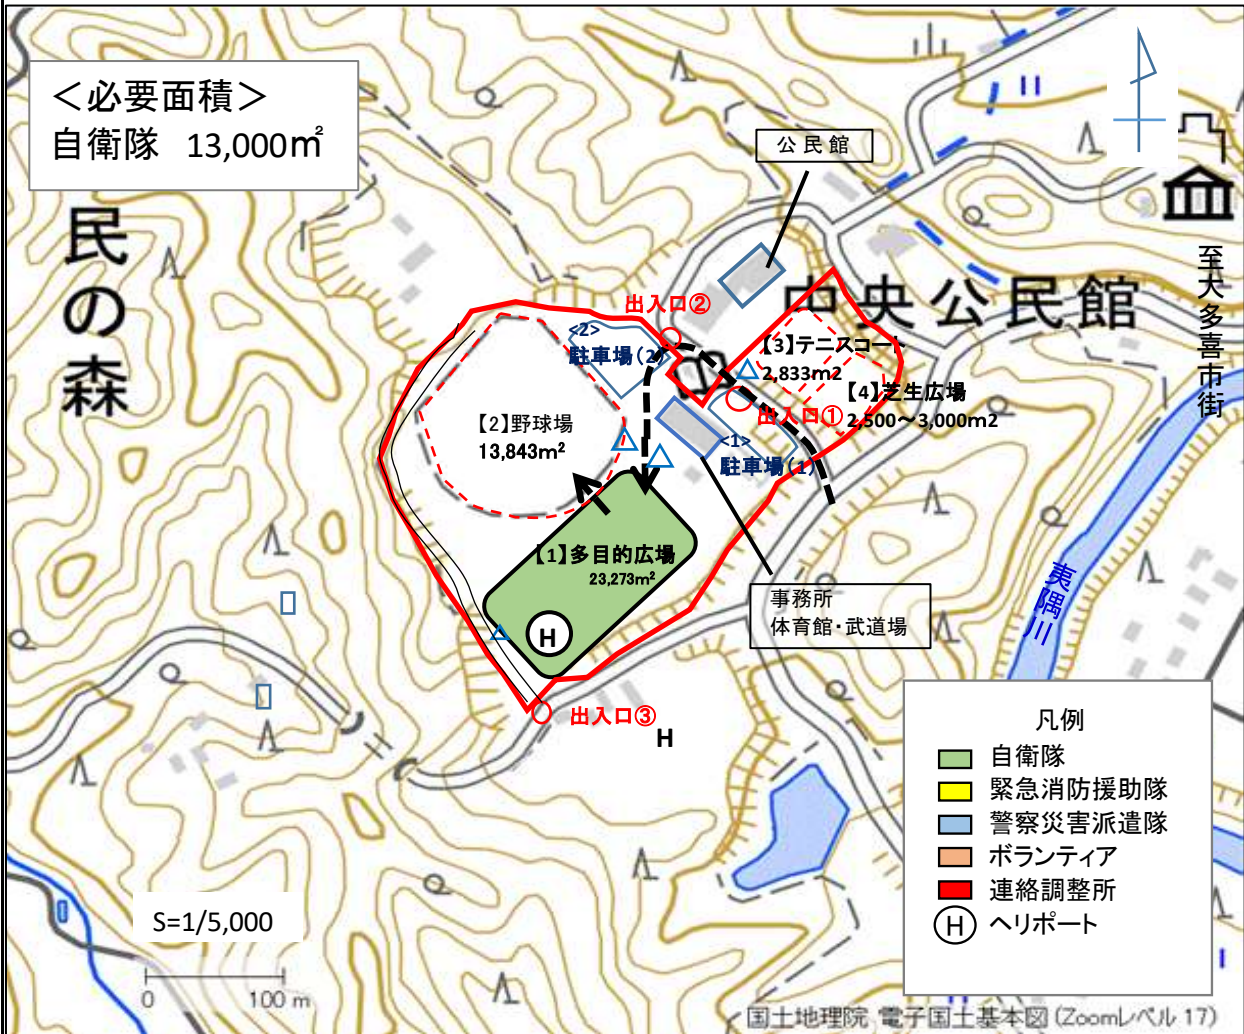 <必要面積>
自衛隊 13,000㎡
公民館
民の森
中央公民館
至大多喜市街
出入口②
<2>
駐車場(2)
【3】テニスコート
2,833m2
【4】芝生広場
2,500~3,000m2
出入口①
【2】野球場
13,843m²
<1>
駐車場(1)
【1】多目的広場
23,273m²
H
事務所
体育館・武道場
夷隅川
出入口③
H
凡例
自衛隊
緊急消防援助隊
警察災害派遣隊
ボランティア
連絡調整所
H ヘリポート
S=1/5,000
0 100 m
国土地理院 電子国土基本図 (Zoomレベル 17)